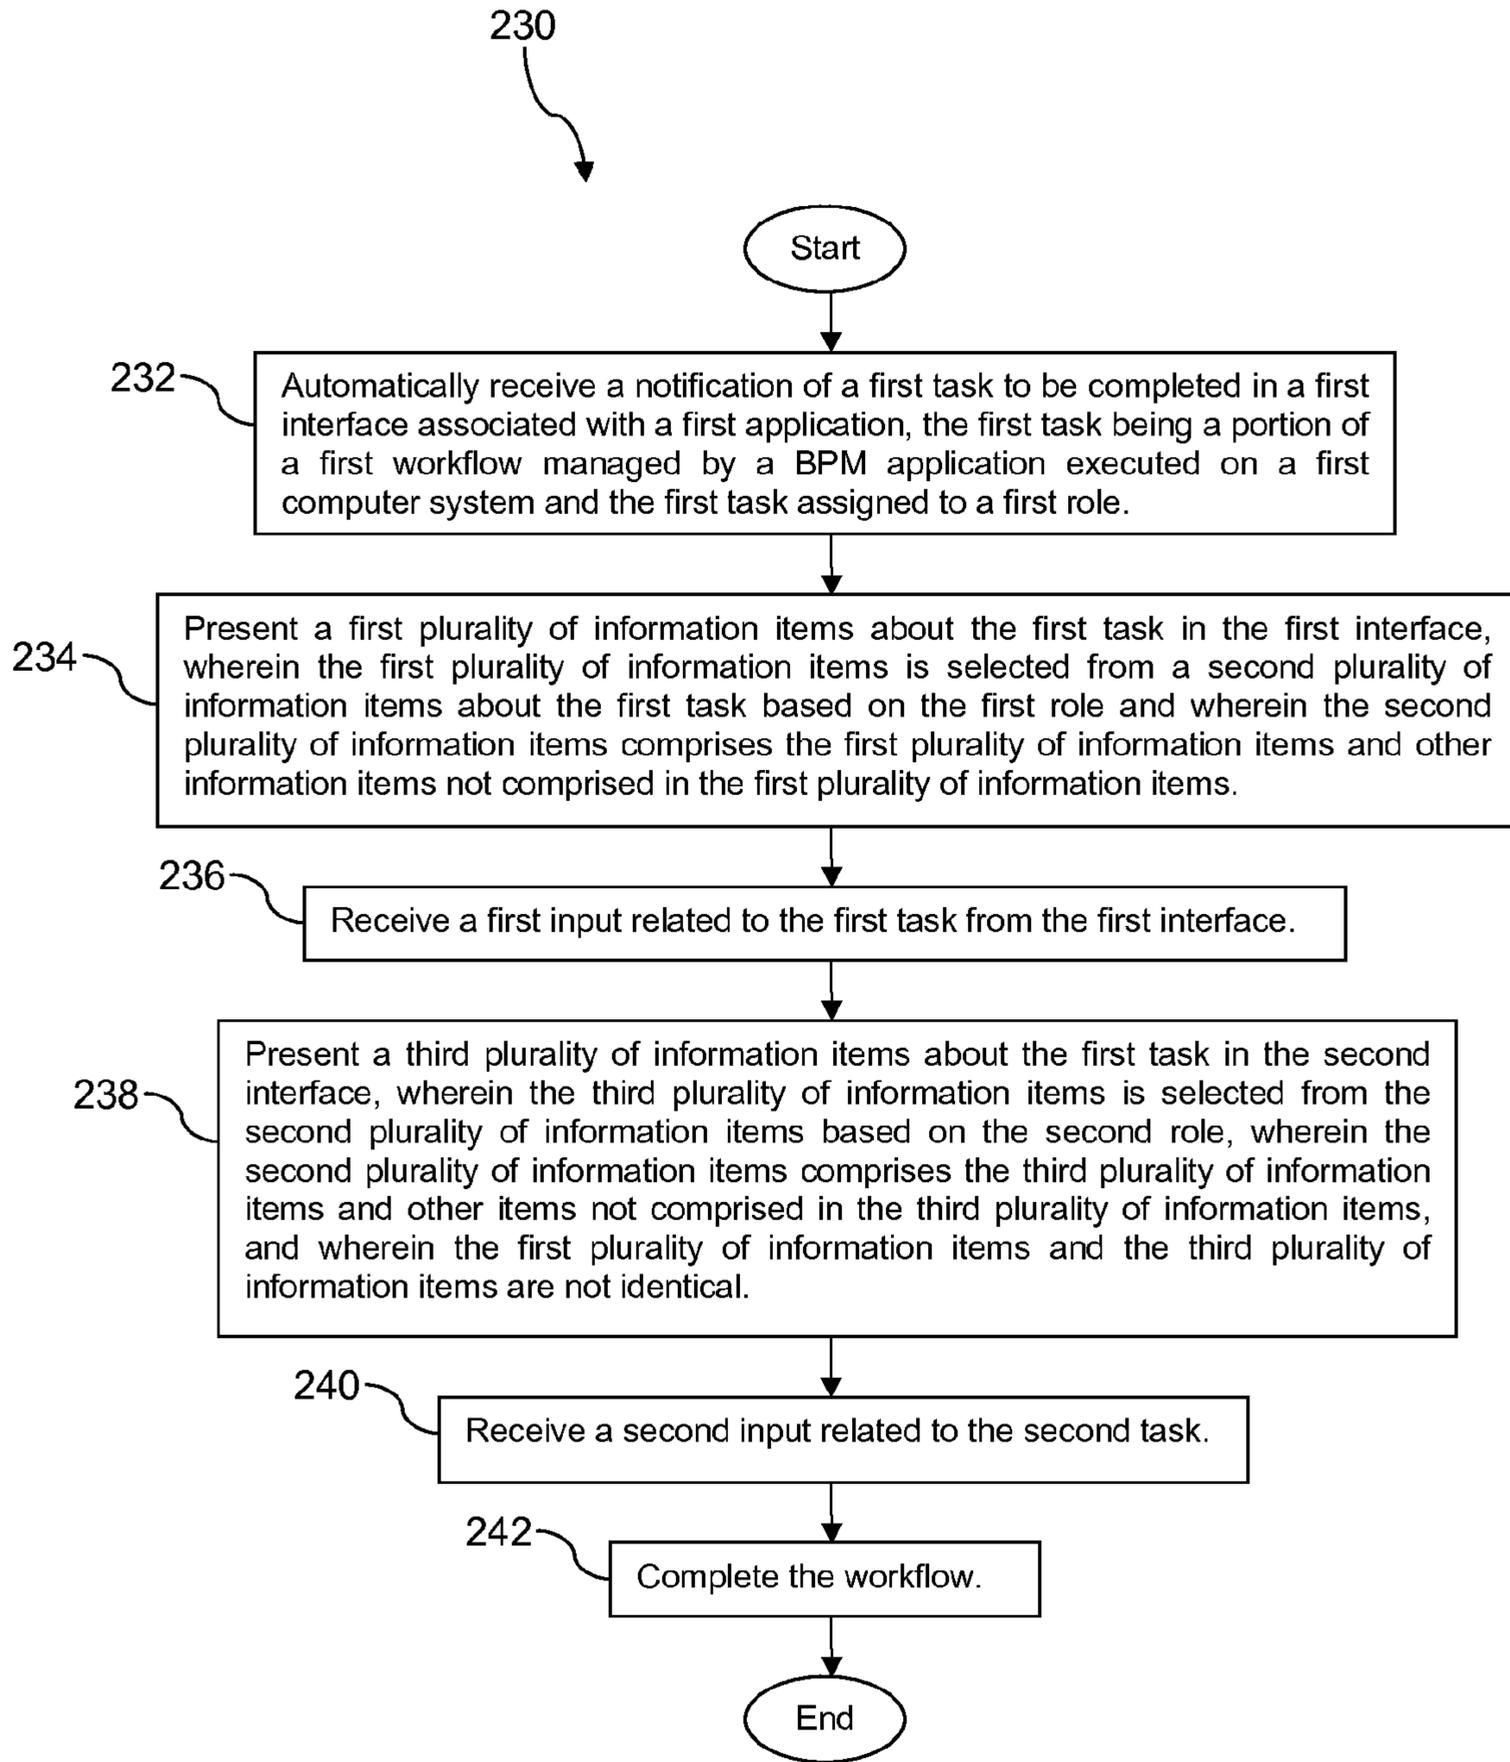 230
Start
232
Automatically receive a notification of a first task to be completed in a first
interface associated with a first application, the first task being a portion of
a first workflow managed by a BPM application executed on a first
computer system and the first task assigned to a first role.
234
Present a first plurality of information items about the first task in the first interface,
wherein the first plurality of information items is selected from a second plurality of
information items about the first task based on the first role and wherein the second
plurality of information items comprises the first plurality of information items and other
information items not comprised in the first plurality of information items.
236
Receive a first input related to the first task from the first interface.
238
Present a third plurality of information items about the first task in the second
interface, wherein the third plurality of information items is selected from the
second plurality of information items based on the second role, wherein the
second plurality of information items comprises the third plurality of information
items and other items not comprised in the third plurality of information items,
and wherein the first plurality of information items and the third plurality of
information items are not identical.
240
Receive a second input related to the second task.
242
Complete the workflow.
End